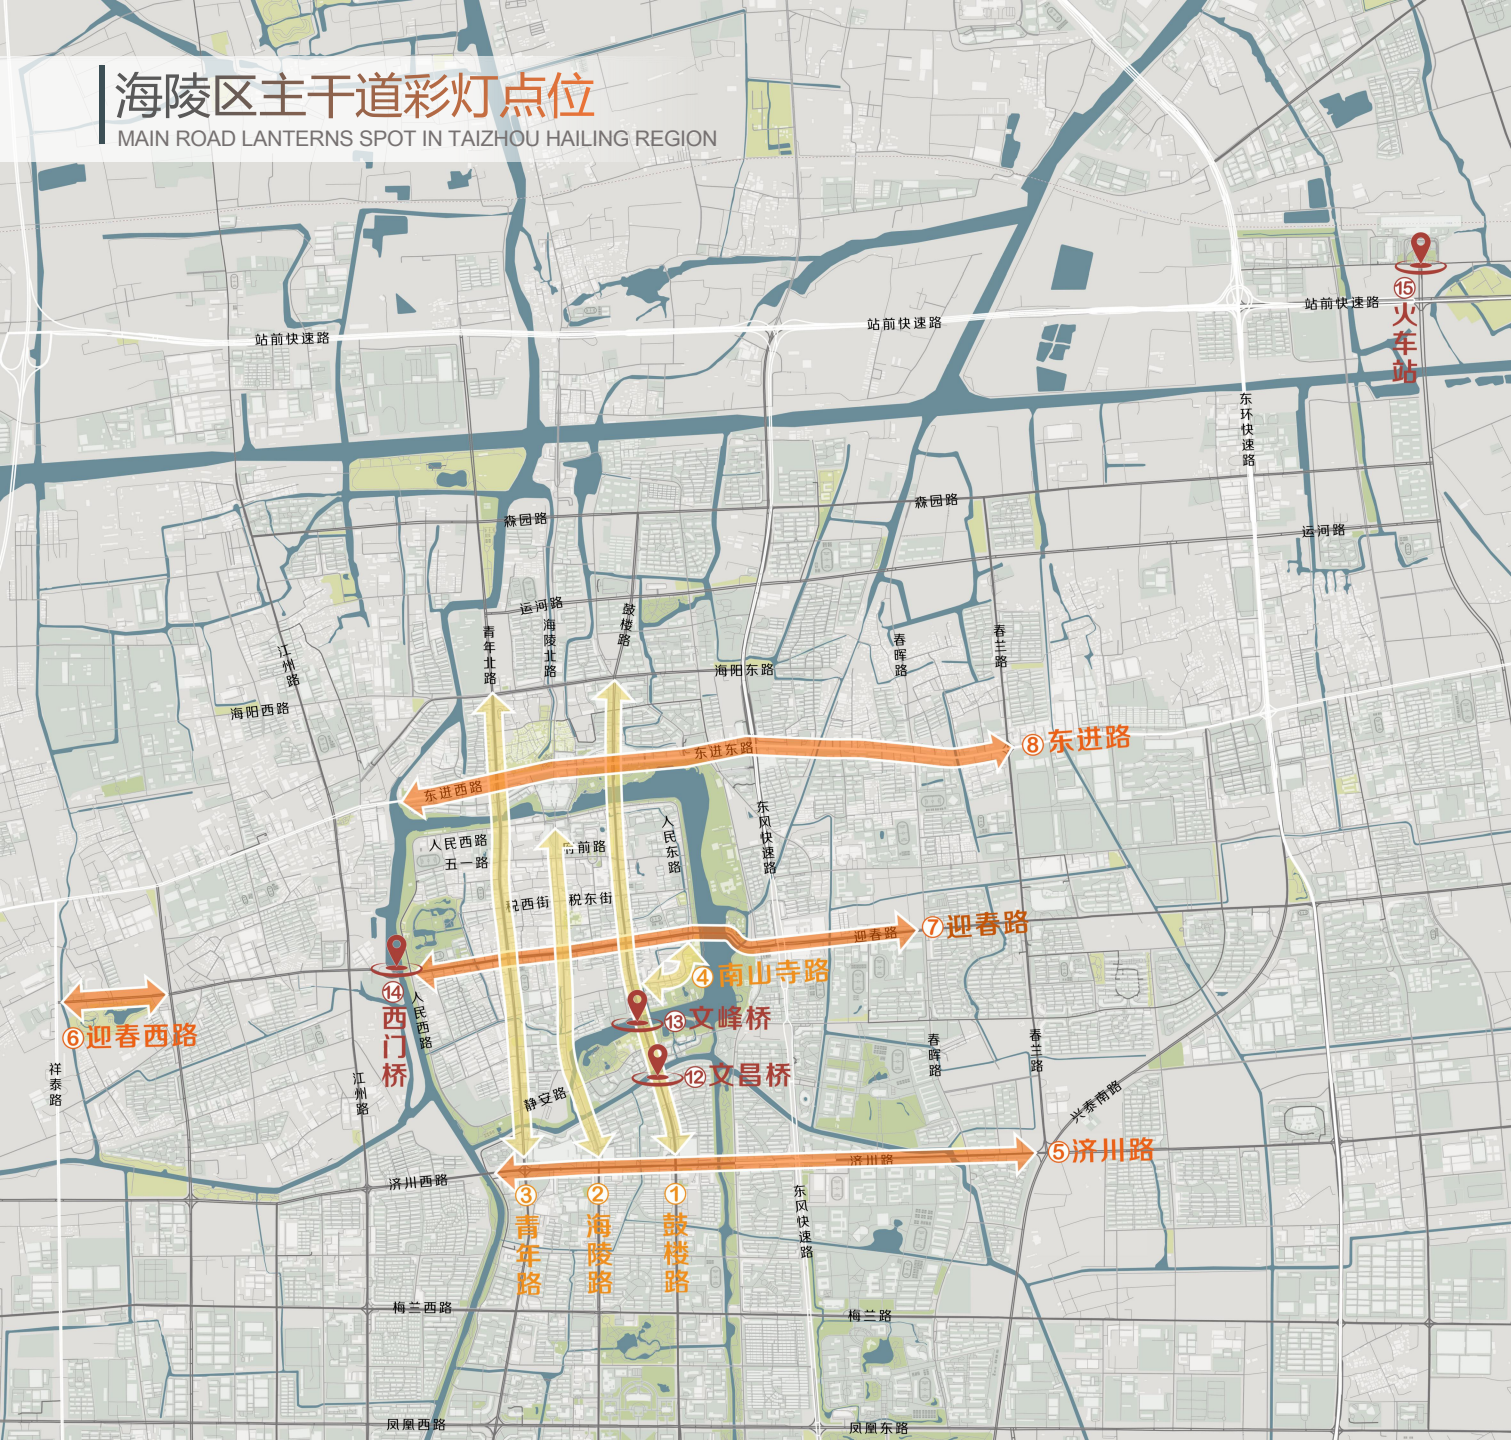 海陵区主干道彩灯点位
MAIN ROAD LANTERNS SPOT IN TAIZHOU HAILING REGION
⑮火车站
站前快速路
站前快速路
站前快速路
东环快速路
森园路
森园路
运河路
运河路
青年北路
海陵北路
鼓楼路
江州路
春晖路
春兰路
海阳东路
海阳西路
⑧东进路
东进东路
东进西路
人民西路
五一路
府前路
人民东路
东风快速路
税西街
税东街
迎春路
⑦迎春路
④南山寺路
⑭西门桥
人民西路
⑬文峰桥
⑥迎春西路
⑫文昌桥
祥泰路
江州路
静安路
春晖路
春兰路
兴泰南路
⑤济川路
济川路
济川西路
③青年路
②海陵路
①鼓楼路
东风快速路
梅兰西路
梅兰路
凤凰西路
凤凰东路